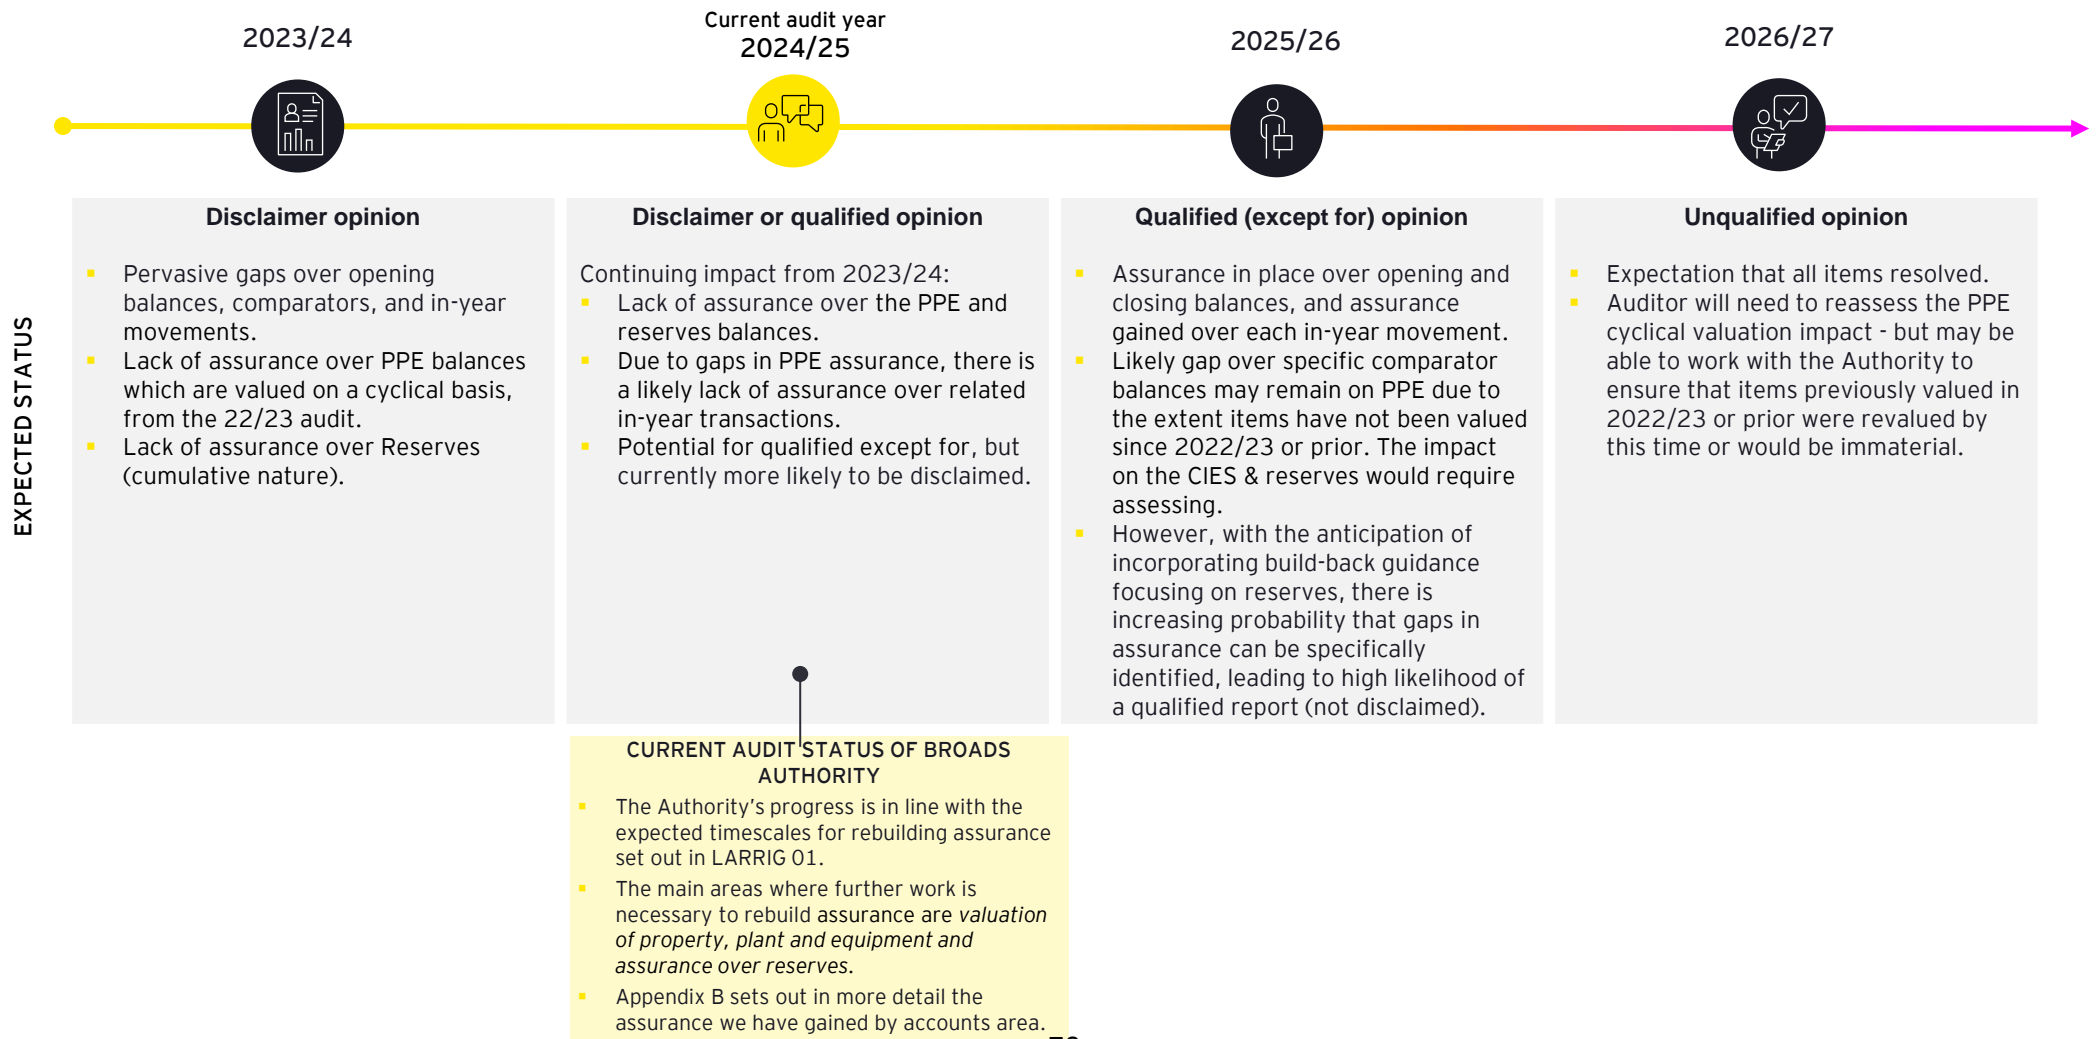 2023/24
Current audit year
2024/25
2025/26
2026/27
EXPECTED STATUS
Disclaimer opinion
▪ Pervasive gaps over opening
balances, comparators, and in-year
movements.
▪ Lack of assurance over PPE balances
which are valued on a cyclical basis,
from the 22/23 audit.
▪ Lack of assurance over Reserves
(cumulative nature).
Disclaimer or qualified opinion
Continuing impact from 2023/24:
▪ Lack of assurance over the PPE and
reserves balances.
▪ Due to gaps in PPE assurance, there is
a likely lack of assurance over related
in-year transactions.
▪ Potential for qualified except for, but
currently more likely to be disclaimed.
Qualified (except for) opinion
▪ Assurance in place over opening and
closing balances, and assurance
gained over each in-year movement.
▪ Likely gap over specific comparator
balances may remain on PPE due to
the extent items have not been valued
since 2022/23 or prior. The impact
on the CIES & reserves would require
assessing.
▪ However, with the anticipation of
incorporating build-back guidance
focusing on reserves, there is
increasing probability that gaps in
assurance can be specifically
identified, leading to high likelihood of
a qualified report (not disclaimed).
Unqualified opinion
▪ Expectation that all items resolved.
▪ Auditor will need to reassess the PPE
cyclical valuation impact - but may be
able to work with the Authority to
ensure that items previously valued in
2022/23 or prior were revalued by
this time or would be immaterial.
CURRENT AUDIT STATUS OF BROADS
AUTHORITY
▪ The Authority's progress is in line with the
expected timescales for rebuilding assurance
set out in LARRIG 01.
▪ The main areas where further work is
necessary to rebuild assurance are valuation
of property, plant and equipment and
assurance over reserves.
▪ Appendix B sets out in more detail the
assurance we have gained by accounts area.